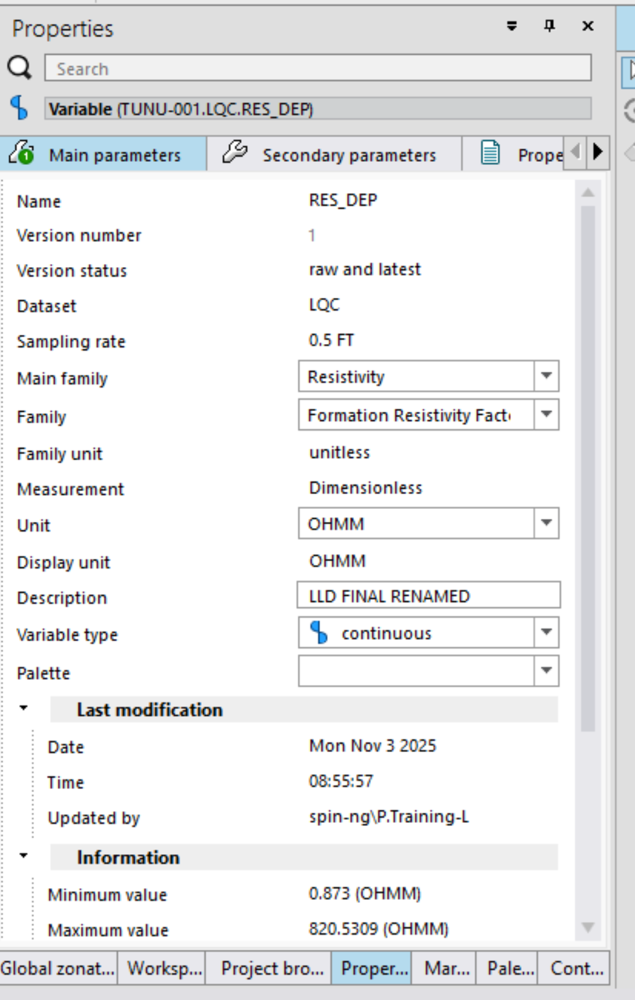 Properties
Search
Variable (TUNU-001.LQC.RES_DEP)
Main parameters Secondary parameters Prope
Name RES_DEP
Version number 1
Version status raw and latest
Dataset LQC
Sampling rate 0.5 FT
Main family Resistivity
Family Formation Resistivity Fact
Family unit unitless
Measurement Dimensionless
Unit OHMM
Display unit OHMM
Description LLD FINAL RENAMED
Variable type continuous
Palette
Last modification
Date Mon Nov 3 2025
Time 08:55:57
Updated by spin-ng\P.Training-L
Information
Minimum value 0.873 (OHMM)
Maximum value 820.5309 (OHMM)
Global zonat... Worksp... Project bro... Proper... Mar... Pale... Cont...